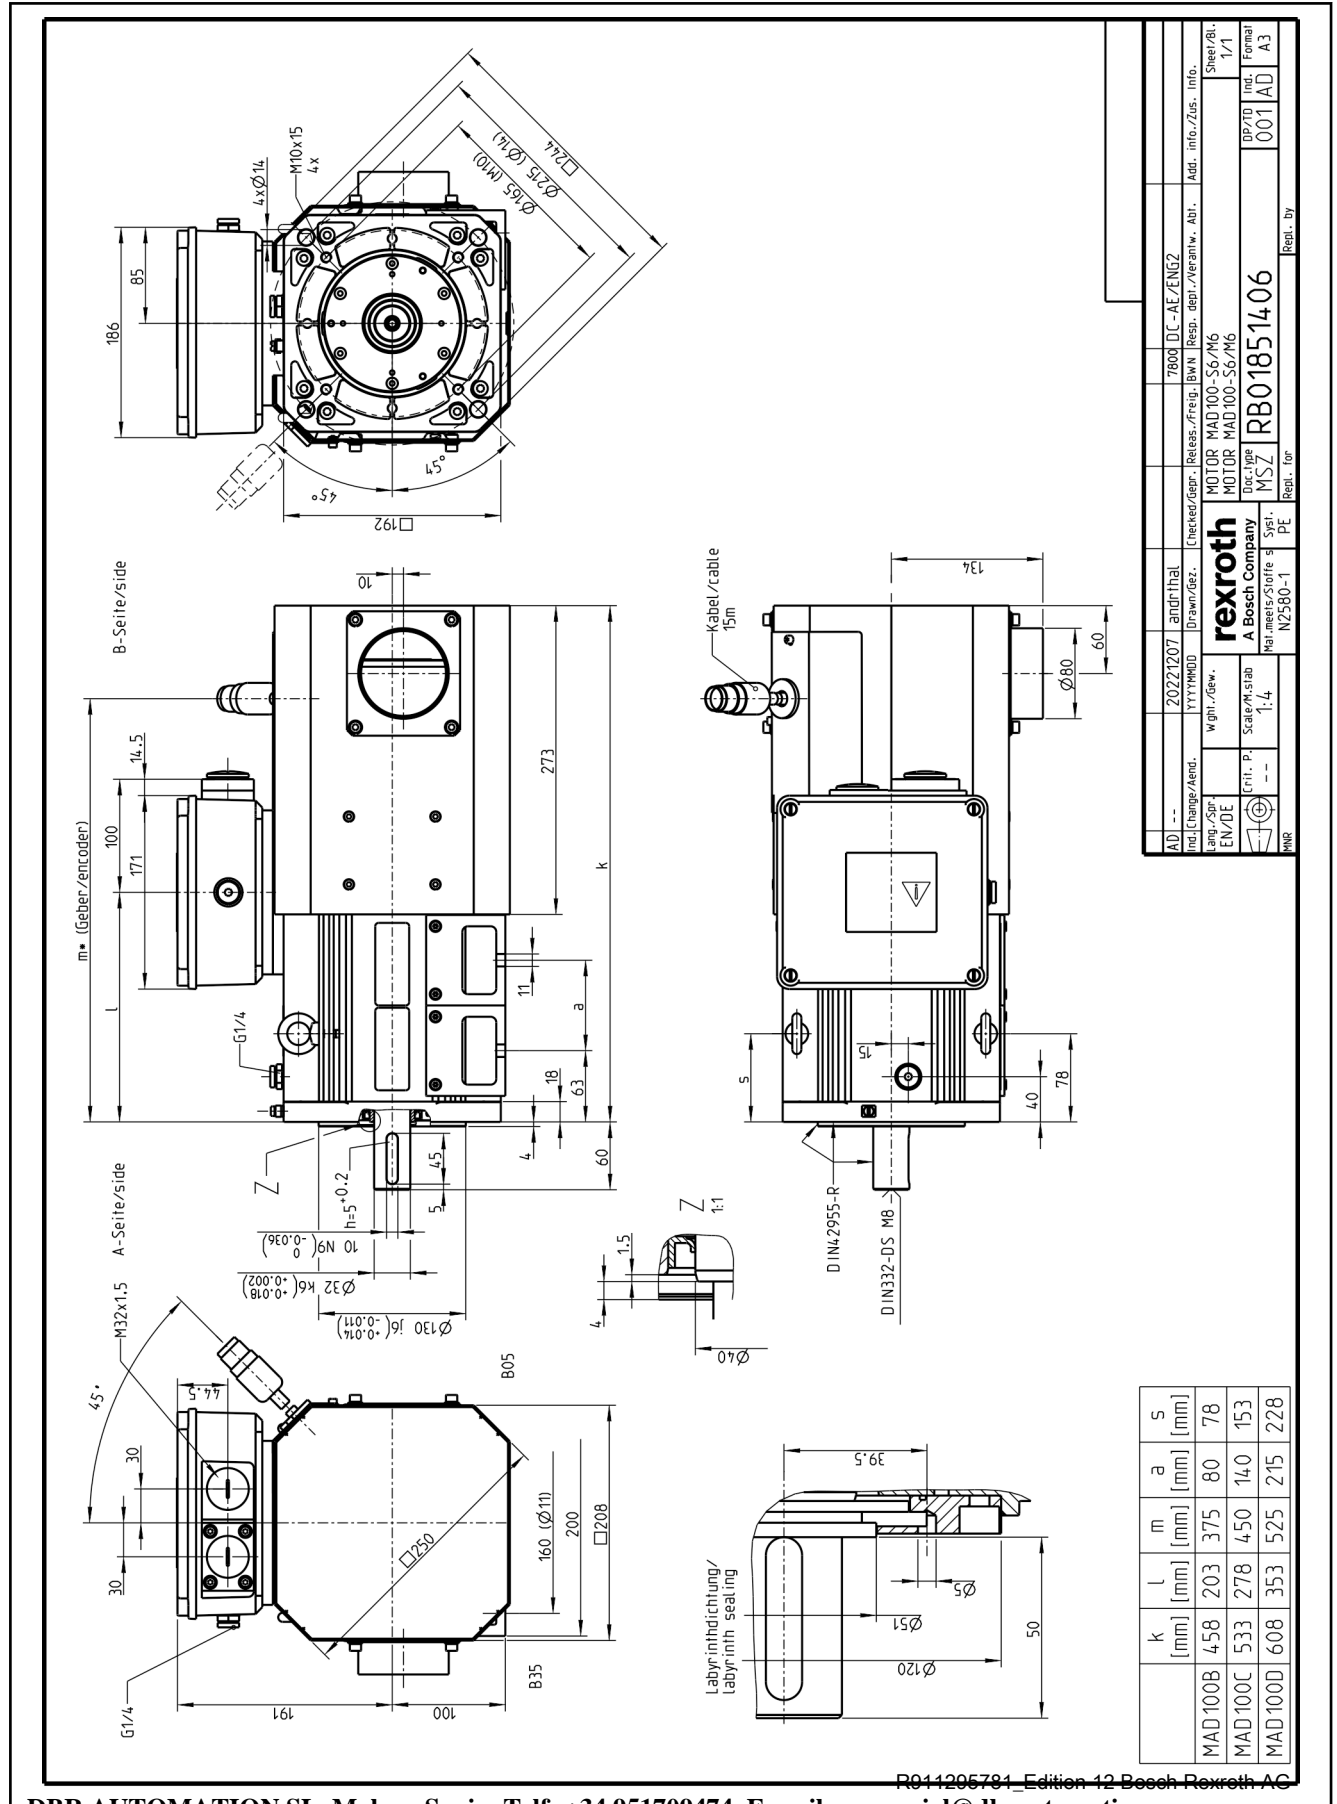 186
85
4xØ14
M10x15
4x
□244
Ø215 (Ø14)
Ø165 (M10)
45°
45°
□192
B-Seite/side
10
Kabel/cable
15m
134
60
Ø80
m* (Geber/encoder)
14.5
100
171
l
273
k
G1/4
11
a
63
18
4
60
s
15
40
78
A-Seite/side
Z
h=5+0.2
45
5
10 N9( 0
-0.036)
Ø32 k6(+0.018
+0.002)
Ø130 j6(+0.014
-0.011)
Z
1:1
1.5
4
Ø40
DIN42955-R
DIN332-DS M8
M32x1.5
45°
44.5
30
30
G1/4
□250
160 (Ø11)
200
□208
B05
B35
191
100
Labyrinthdichtung/
labyrinth sealing
39.5
Ø5
Ø51
Ø120
50
k l m a s
[mm] [mm] [mm] [mm] [mm]
MAD100B 458 203 375 80 78
MAD100C 533 278 450 140 153
MAD100D 608 353 525 215 228
AD -- 20221207 andrthal 7800 DC-AE/ENG2
Ind. Change/Aend. YYYYMMDD Drawn/Gez. Checked/Gepr. Releas./Freig. BWN Resp. dept./Verantw. Abt. Add. info./Zus. Info.
Lang./Spr. EN/DE
Wght./Gew.
rexroth
A Bosch Company
MOTOR MAD100-S6/M6
MOTOR MAD100-S6/M6
Sheet/Bl.
1/1
Crit. P.
--
Scale/M.stab
1:4
Mat.meets/Stoffe s
N2580-1
Syst.
PE
Doc.type
MSZ
RB01851406
DP/TD
001
Ind.
AD
Format
A3
MNR
Repl. for
Repl. by
R911295781_Edition 12 Bosch Rexroth AG